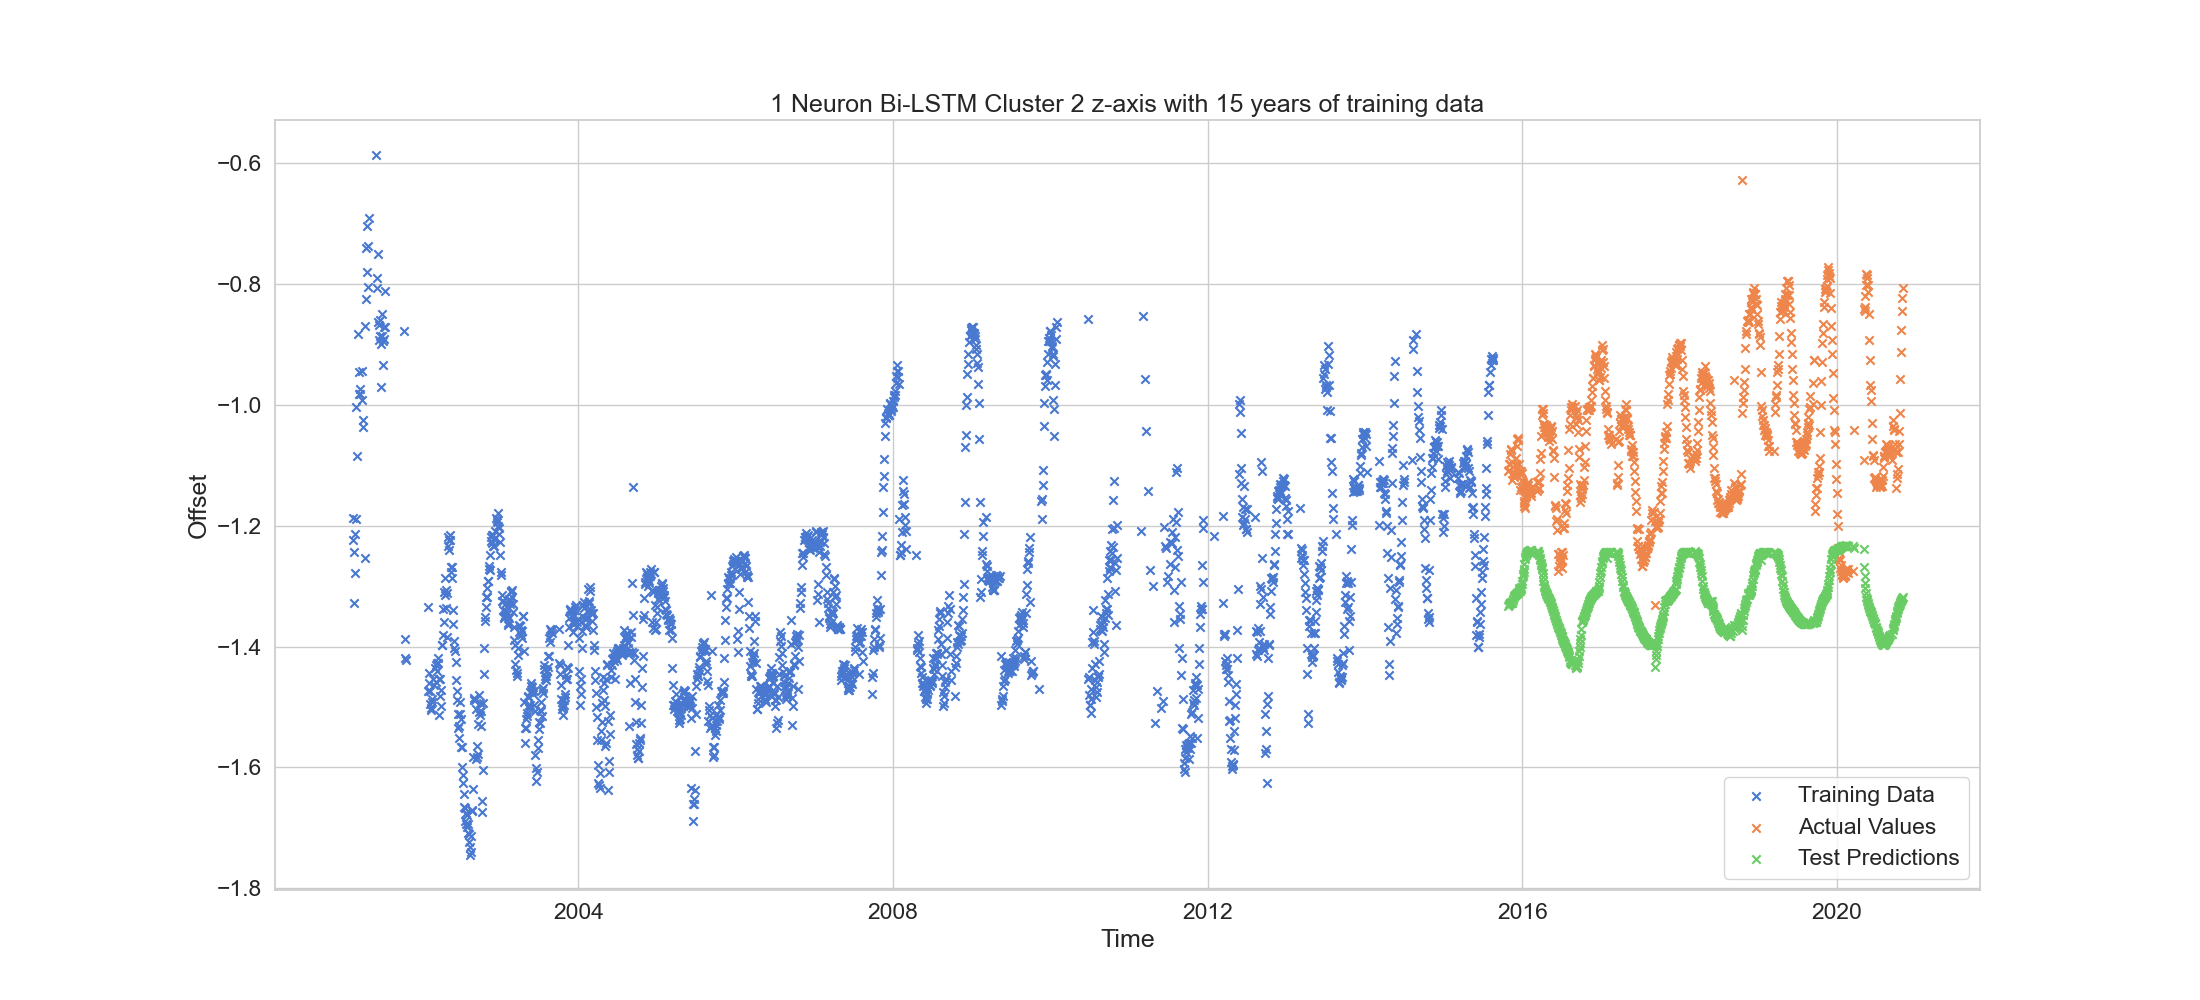 1 Neuron Bi-LSTM Cluster 2 z-axis with 15 years of training data
−0.6
−0.8
−1.0
−1.2
−1.4
−1.6
−1.8
Offset
2004 2008 2012 2016 2020
Time
Training Data
Actual Values
Test Predictions